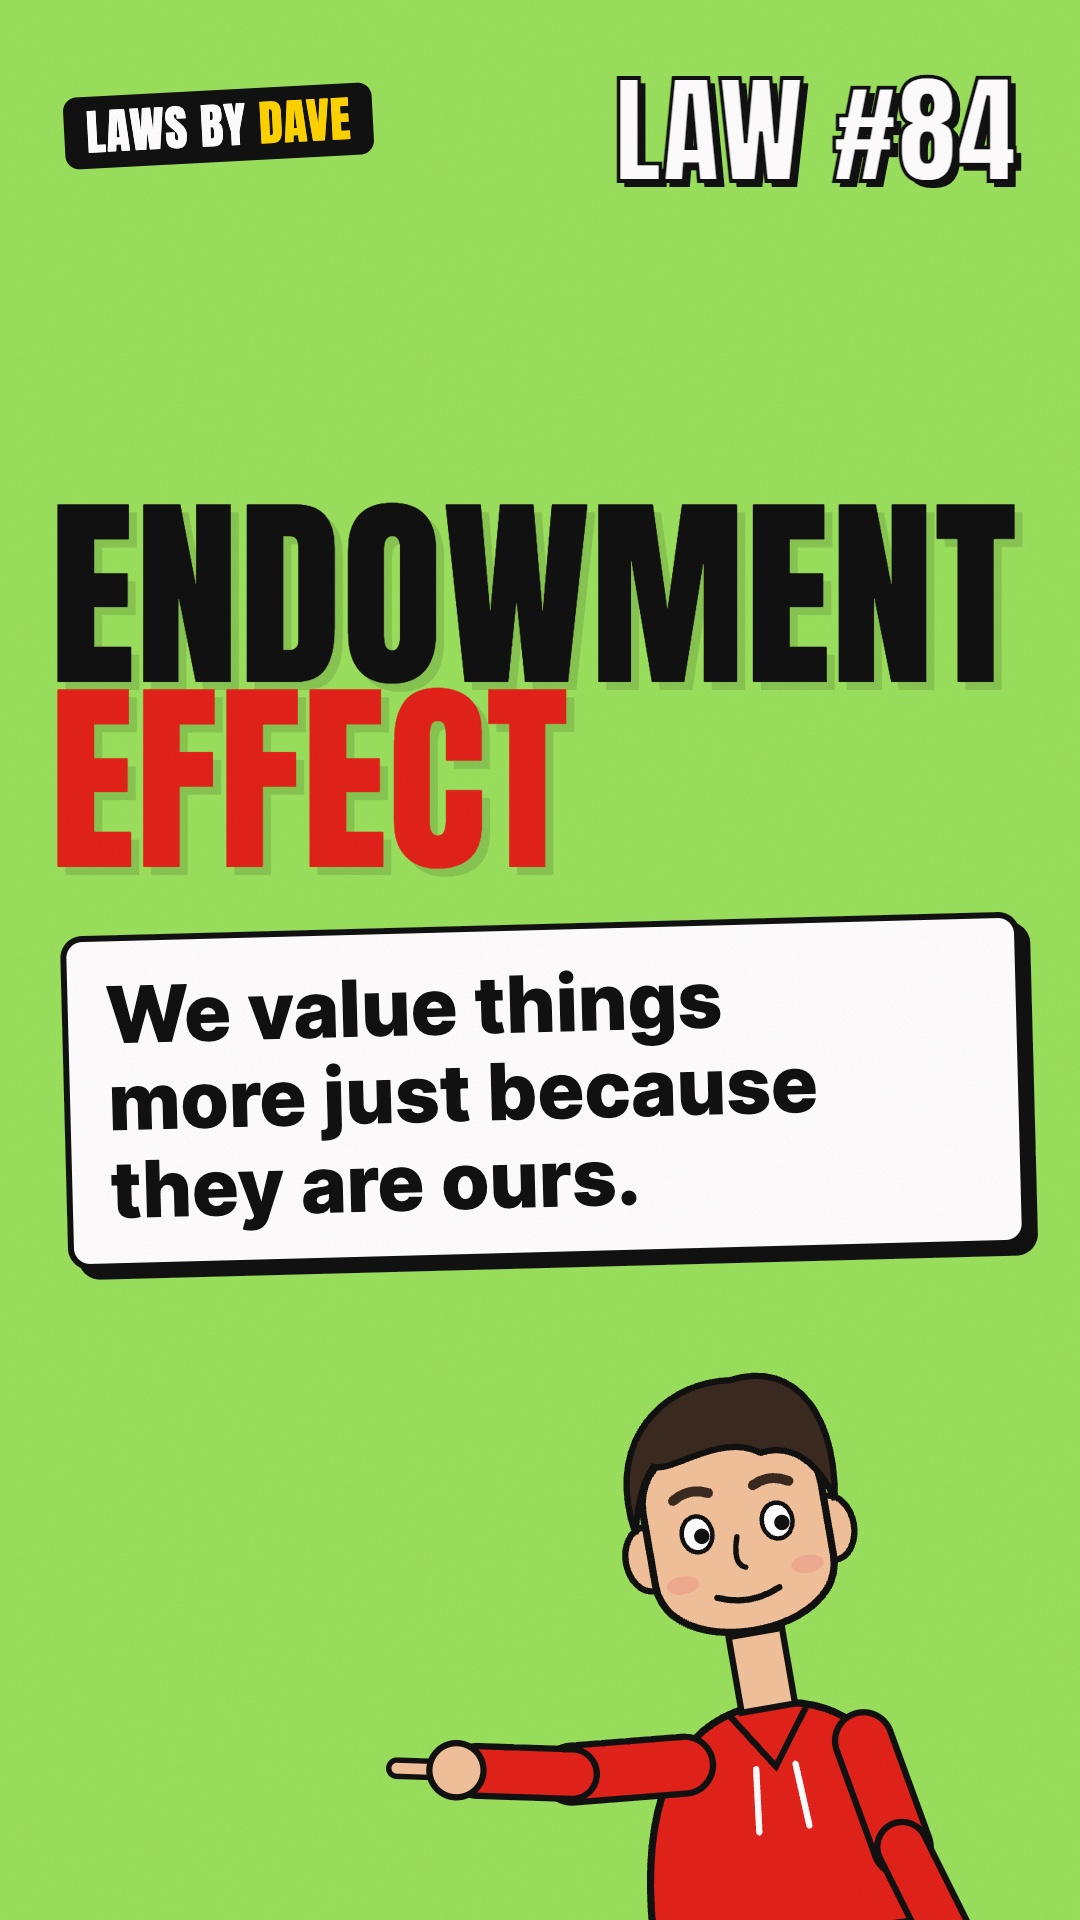 LAWS BY DAVE
LAW #84
ENDOWMENT
EFFECT
We value things
more just because
they are ours.